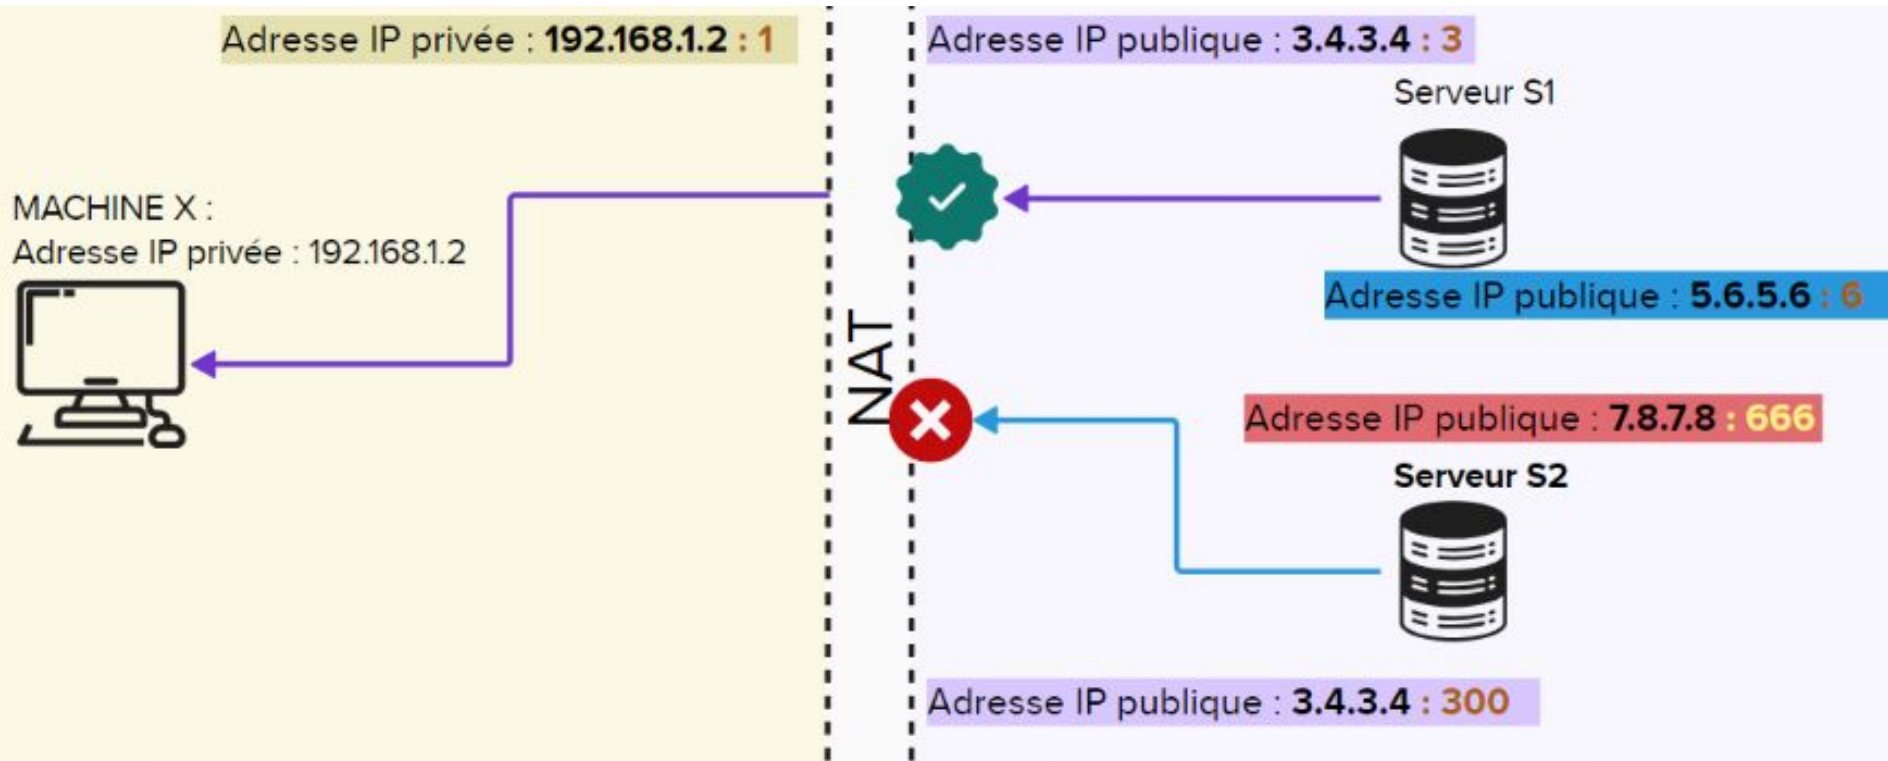 Adresse IP privée : 192.168.1.2 : 1
Adresse IP publique : 3.4.3.4 : 3
Serveur S1
MACHINE X :
Adresse IP privée : 192.168.1.2
Adresse IP publique : 5.6.5.6 : 6
NAT
Adresse IP publique : 7.8.7.8 : 666
Serveur S2
Adresse IP publique : 3.4.3.4 : 300